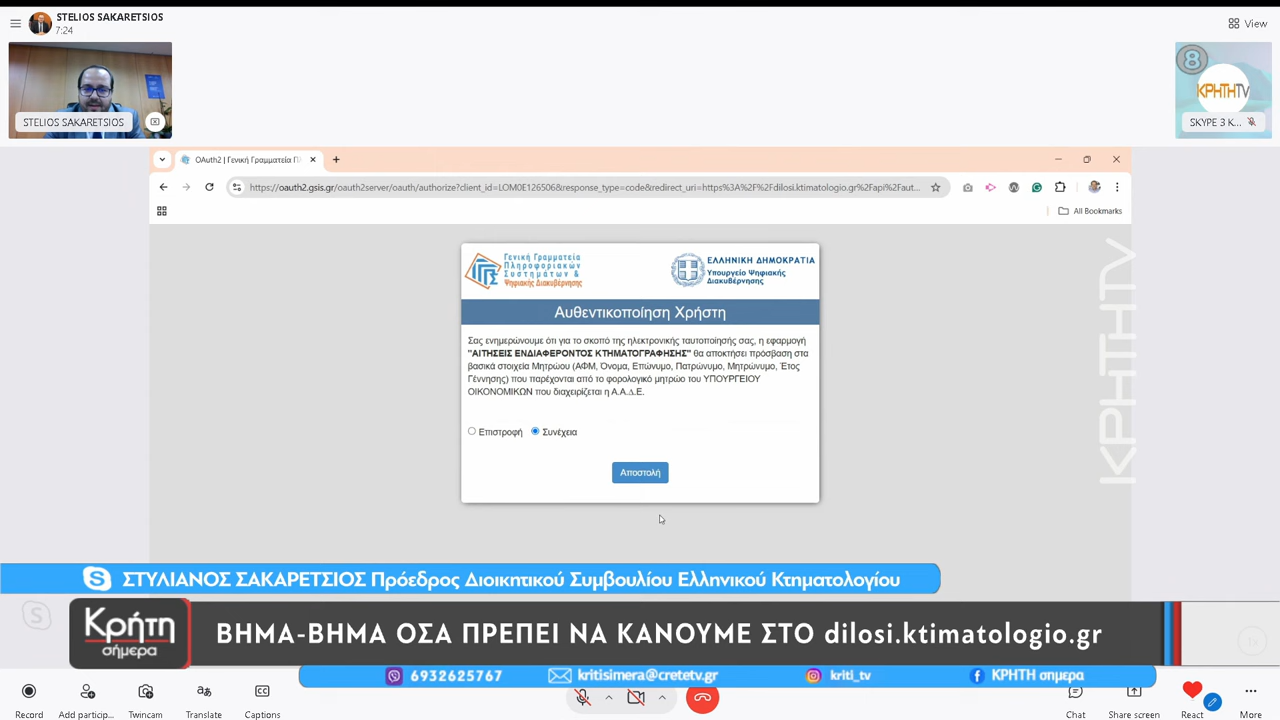 STELIOS SAKARETSIOS
7:24
View
STELIOS SAKARETSIOS
8
ΚΡΗΤΗTV
SKYPE 3 K...
OAuth2 | Γενική Γραμματεία Π
https://oauth2.gsis.gr/oauth2server/oauth/authorize?client_id=LOM0E126506&response_type=code&redirect_uri=https%3A%2F%2Fdilosi.ktimatologio.gr%2Fapi%2Faut...
All Bookmarks
Γενική Γραμματεία
Πληροφοριακών
Συστημάτων &
Ψηφιακής Διακυβέρνησης
ΕΛΛΗΝΙΚΗ ΔΗΜΟΚΡΑΤΙΑ
Υπουργείο Ψηφιακής
Διακυβέρνησης
Αυθεντικοποίηση Χρήστη
Σας ενημερώνουμε ότι για το σκοπό της ηλεκτρονικής ταυτοποίησής σας, η εφαρμογή
"ΑΙΤΗΣΕΙΣ ΕΝΔΙΑΦΕΡΟΝΤΟΣ ΚΤΗΜΑΤΟΓΡΑΦΗΣΗΣ" θα αποκτήσει πρόσβαση στα
βασικά στοιχεία Μητρώου (ΑΦΜ, Όνομα, Επώνυμο, Πατρώνυμο, Μητρώνυμο, Έτος
Γέννησης) που παρέχονται από το φορολογικό μητρώο του ΥΠΟΥΡΓΕΙΟΥ
ΟΙΚΟΝΟΜΙΚΩΝ που διαχειρίζεται η Α.Α.Δ.Ε.
Επιστροφή Συνέχεια
Αποστολή
ΚΡΗΤΗTV
ΣΤΥΛΙΑΝΟΣ ΣΑΚΑΡΕΤΣΙΟΣ Πρόεδρος Διοικητικού Συμβουλίου Ελληνικού Κτηματολογίου
Κρήτη
σήμερα
ΒΗΜΑ-ΒΗΜΑ ΟΣΑ ΠΡΕΠΕΙ ΝΑ ΚΑΝΟΥΜΕ ΣΤΟ dilosi.ktimatologio.gr
6932625767 kritisimera@cretetv.gr kriti_tv ΚΡΗΤΗ σημερα
Record
Add particip...
Twincam
Translate
Captions
Chat
Share screen
React
More